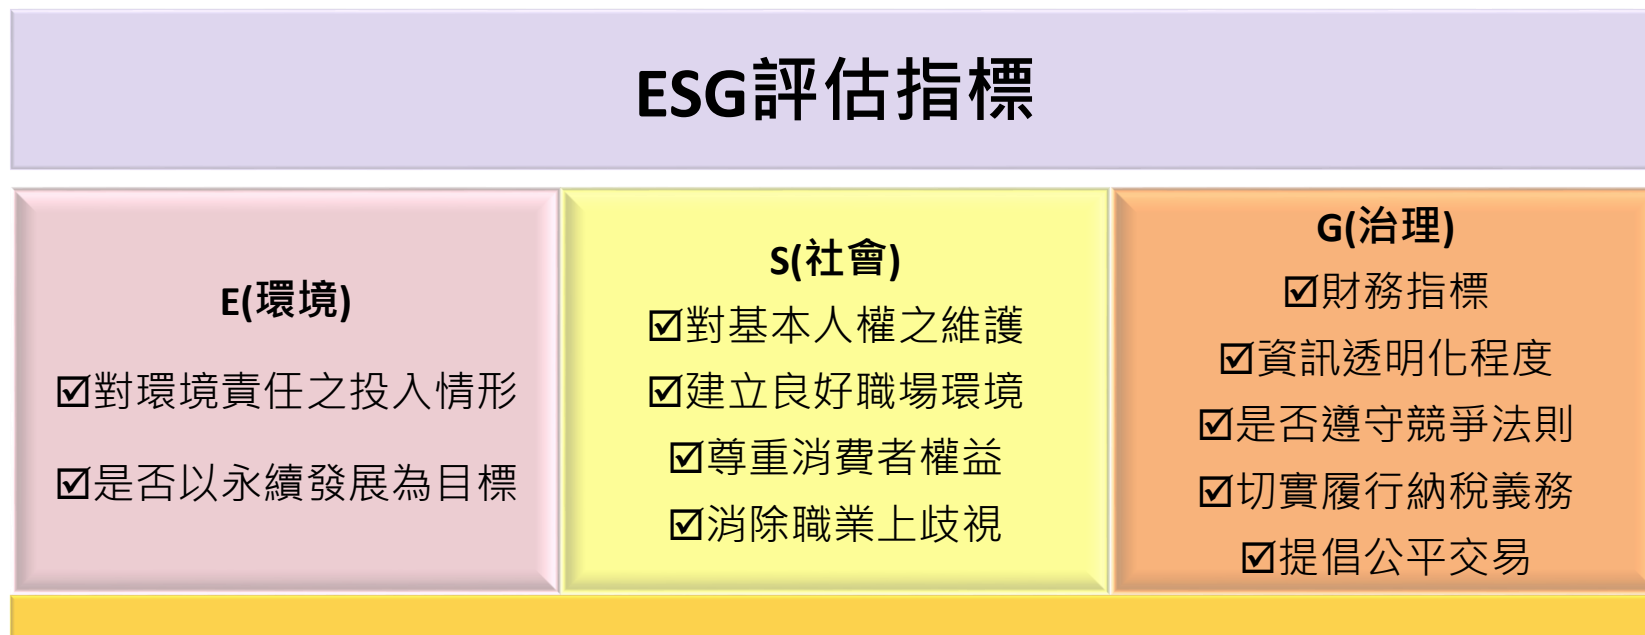 ESG評估指標
E(環境)
☑對環境責任之投入情形
☑是否以永續發展為目標
S(社會)
☑對基本人權之維護
☑建立良好職場環境
☑尊重消費者權益
☑消除職業上歧視
G(治理)
☑財務指標
☑資訊透明化程度
☑是否遵守競爭法則
☑切實履行納稅義務
☑提倡公平交易